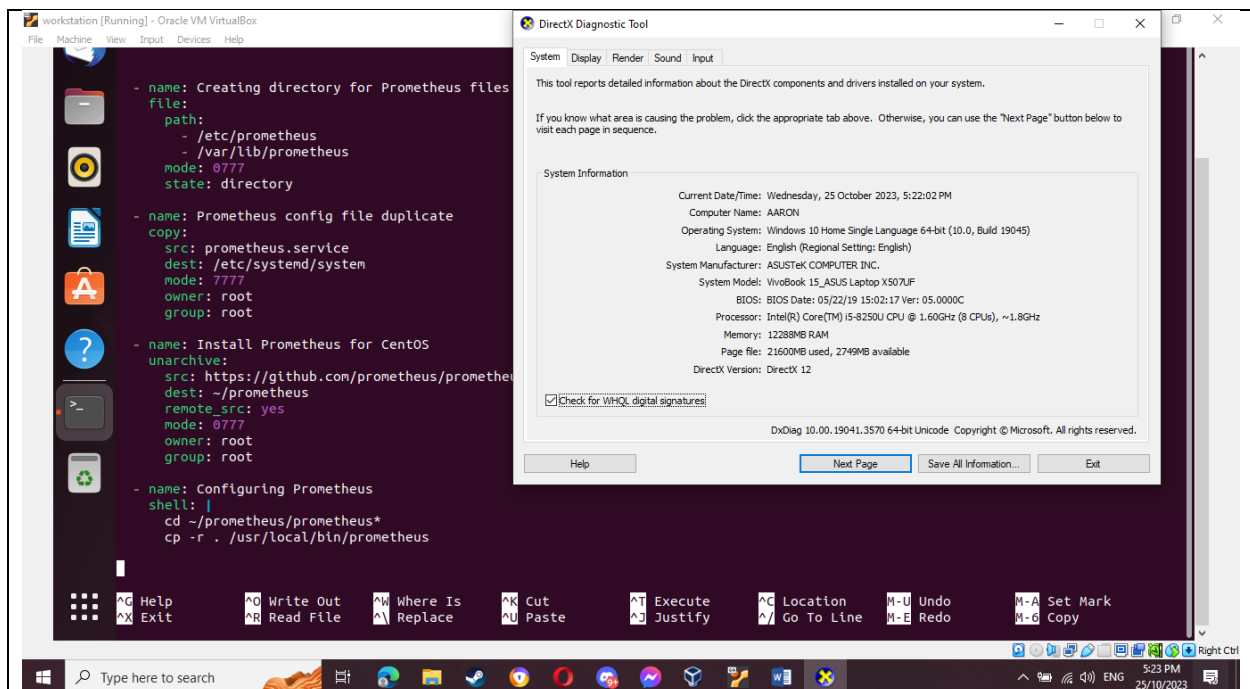 workstation [Running] - Oracle VM VirtualBox
File Machine View Input Devices Help
- name: Creating directory for Prometheus files
file:
path:
- /etc/prometheus
- /var/lib/prometheus
mode: 0777
state: directory
- name: Prometheus config file duplicate
copy:
src: prometheus.service
dest: /etc/systemd/system
mode: 7777
owner: root
group: root
- name: Install Prometheus for CentOS
unarchive:
src: https://github.com/prometheus/prometheu
dest: ~/prometheus
remote_src: yes
mode: 0777
owner: root
group: root
- name: Configuring Prometheus
shell: |
cd ~/prometheus/prometheus*
cp -r . /usr/local/bin/prometheus
^G Help ^O Write Out ^W Where Is ^K Cut ^T Execute ^C Location M-U Undo M-A Set Mark
^X Exit ^R Read File ^\ Replace ^U Paste ^J Justify ^/ Go To Line M-E Redo M-6 Copy
DirectX Diagnostic Tool
System Display Render Sound Input
This tool reports detailed information about the DirectX components and drivers installed on your system.
If you know what area is causing the problem, click the appropriate tab above. Otherwise, you can use the "Next Page" button below to
visit each page in sequence.
System Information
Current Date/Time: Wednesday, 25 October 2023, 5:22:02 PM
Computer Name: AARON
Operating System: Windows 10 Home Single Language 64-bit (10.0, Build 19045)
Language: English (Regional Setting: English)
System Manufacturer: ASUSTeK COMPUTER INC.
System Model: VivoBook 15_ASUS Laptop X507UF
BIOS: BIOS Date: 05/22/19 15:02:17 Ver: 05.0000C
Processor: Intel(R) Core(TM) i5-8250U CPU @ 1.60GHz (8 CPUs), ~1.8GHz
Memory: 12288MB RAM
Page file: 21600MB used, 2749MB available
DirectX Version: DirectX 12
Check for WHQL digital signatures
DxDiag 10.00.19041.3570 64-bit Unicode Copyright © Microsoft. All rights reserved.
Help Next Page Save All Information... Exit
Right Ctrl
Type here to search
ENG
5:23 PM
25/10/2023